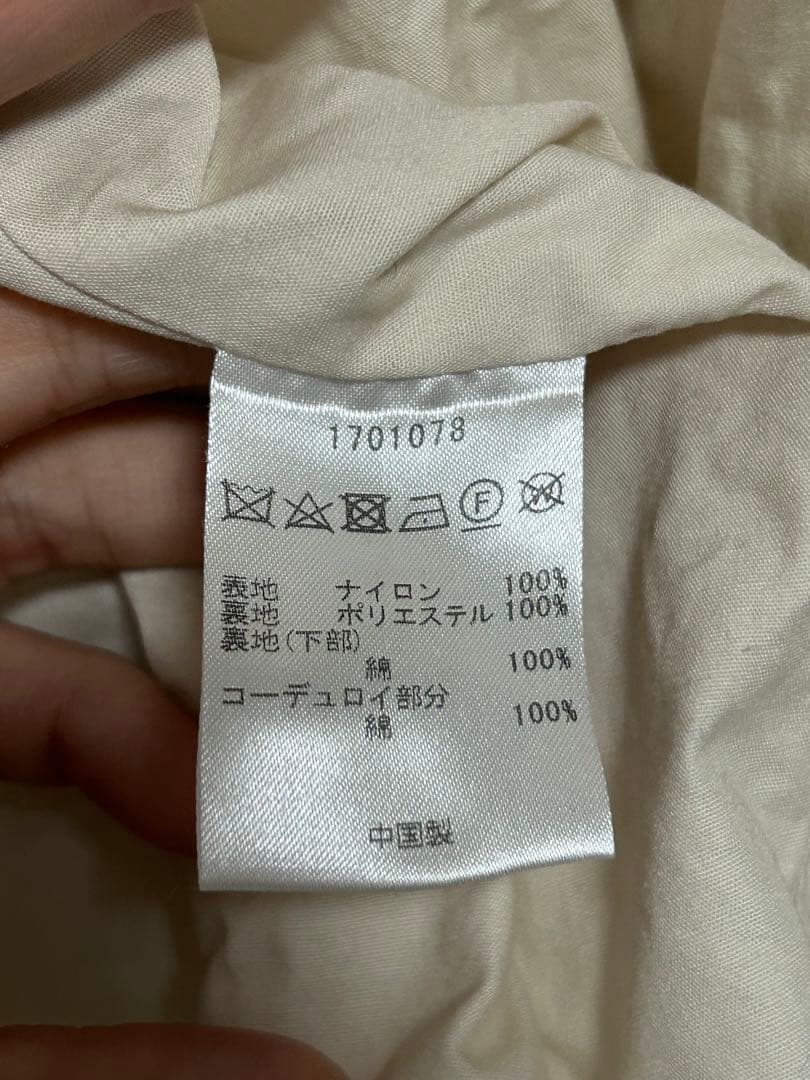 1701078
F W
表地 ナイロン 100%
裏地 ポリエステル 100%
裏地(下部)
綿 100%
コーデュロイ部分
綿 100%
中国製